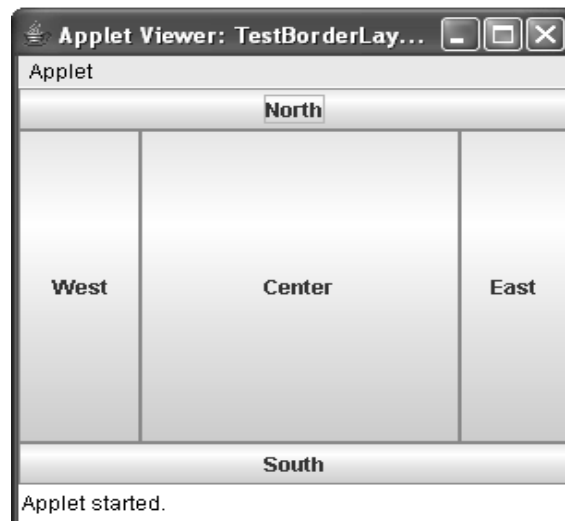 Applet Viewer: TestBorderLay...
Applet
North
West Center East
South
Applet started.